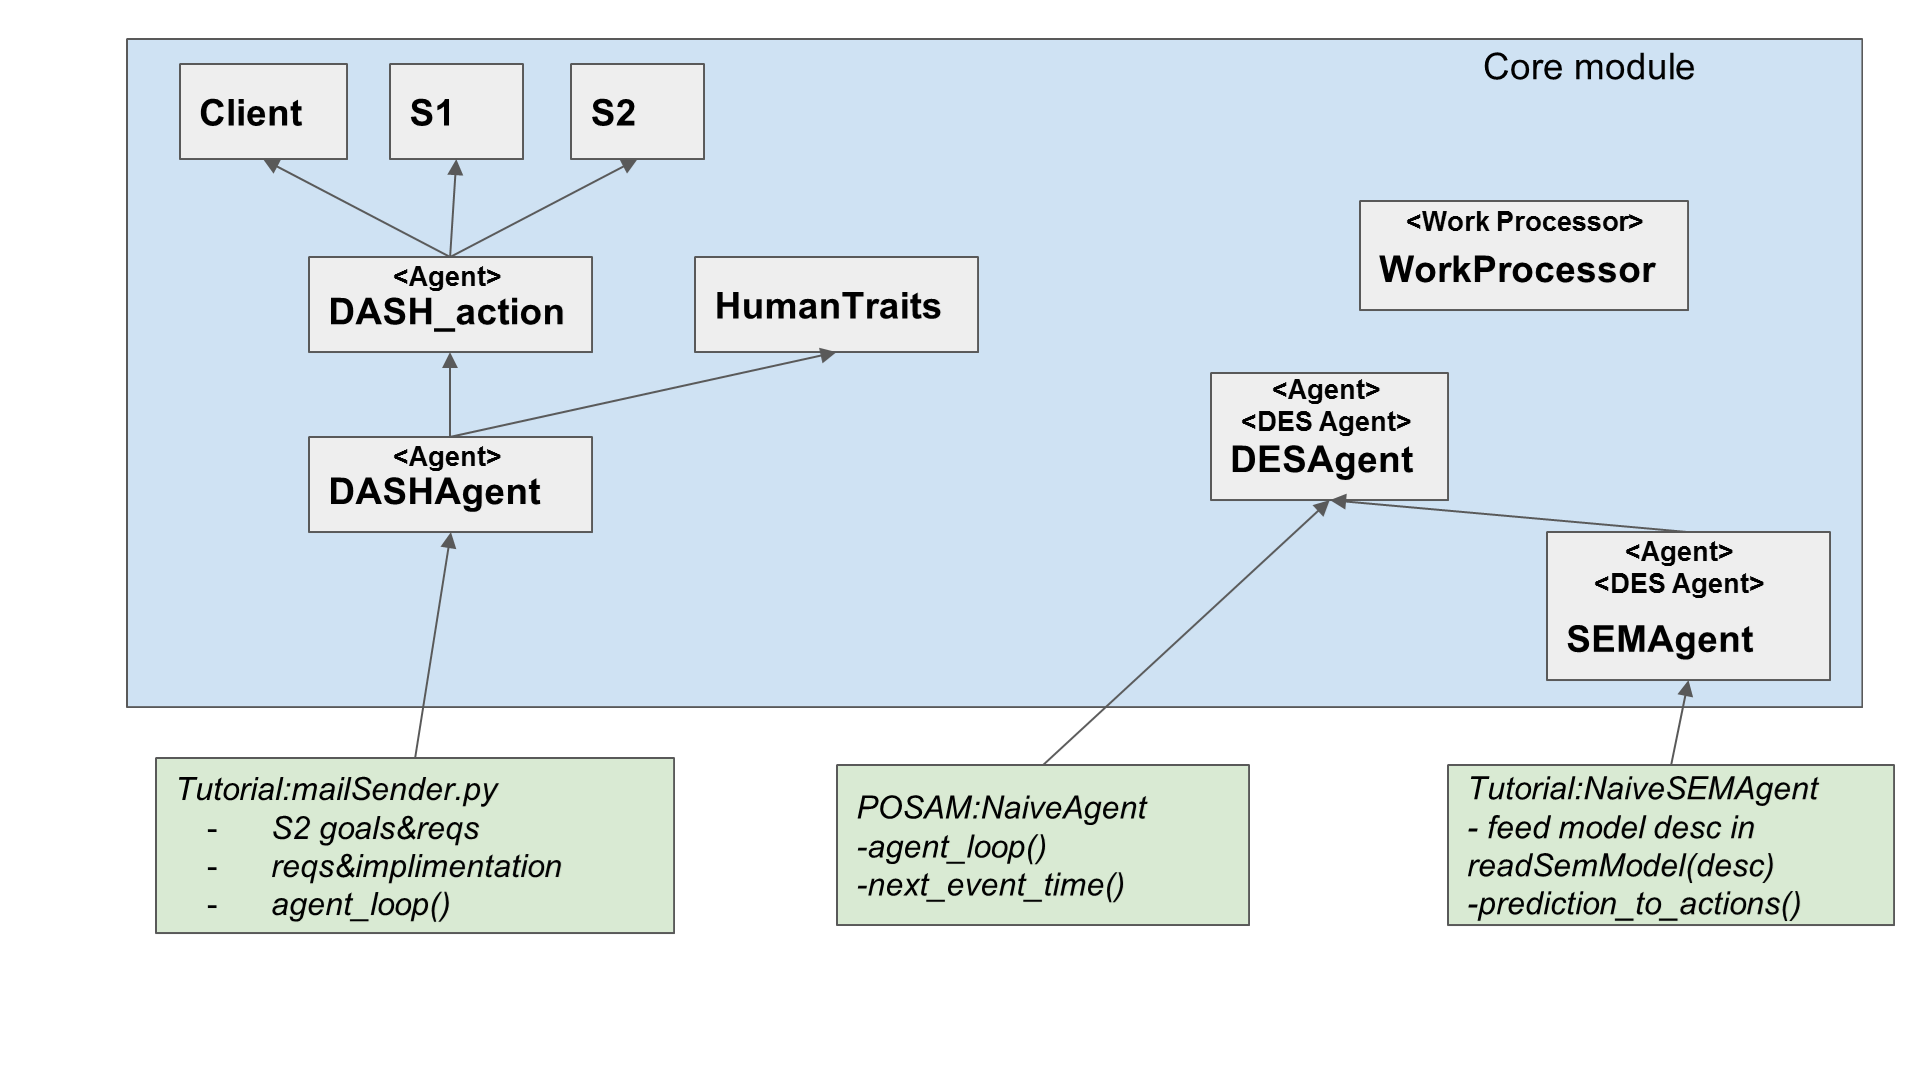 Core module
Client
S1
S2
<Work Processor>
WorkProcessor
<Agent>
DASH_action
HumanTraits
<Agent>
<DES Agent>
DESAgent
<Agent>
DASHAgent
<Agent>
<DES Agent>
SEMAgent
Tutorial:mailSender.py
- S2 goals&reqs
- reqs&implimentation
- agent_loop()
POSAM:NaiveAgent
-agent_loop()
-next_event_time()
Tutorial:NaiveSEMAgent
- feed model desc in
readSemModel(desc)
-prediction_to_actions()